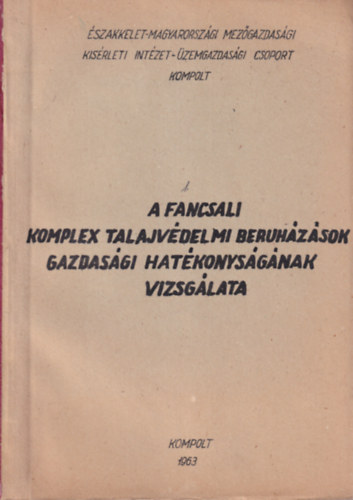 ÉSZAKKELET-MAGYARORSZÁGI MEZŐGAZDASÁGI
KISÉRLETI INTÉZET-ÜZEMGAZDASÁGI CSOPORT
KOMPOLT
A FANCSALI
KOMPLEX TALAJVÉDELMI BERUHÁZÁSOK
GAZDASÁGI HATÉKONYSÁGÁNAK
VIZSGÁLATA
KOMPOLT
1963